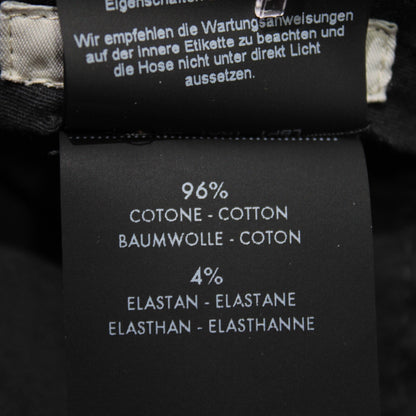 Eigenschaften
Wir empfehlen die Wartungsanweisungen
auf der innere Etikette zu beachten und
die Hose nicht unter direkt Licht
aussetzen.
96%
COTONE - COTTON
BAUMWOLLE - COTON
4%
ELASTAN - ELASTANE
ELASTHAN - ELASTHANNE